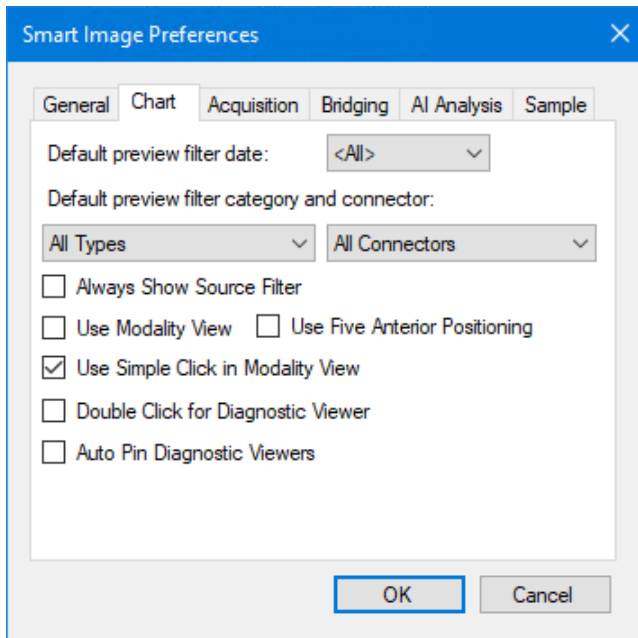 Smart Image Preferences
General Chart Acquisition Bridging AI Analysis Sample
Default preview filter date: <All>
Default preview filter category and connector:
All Types All Connectors
Always Show Source Filter
Use Modality View Use Five Anterior Positioning
Use Simple Click in Modality View
Double Click for Diagnostic Viewer
Auto Pin Diagnostic Viewers
OK Cancel